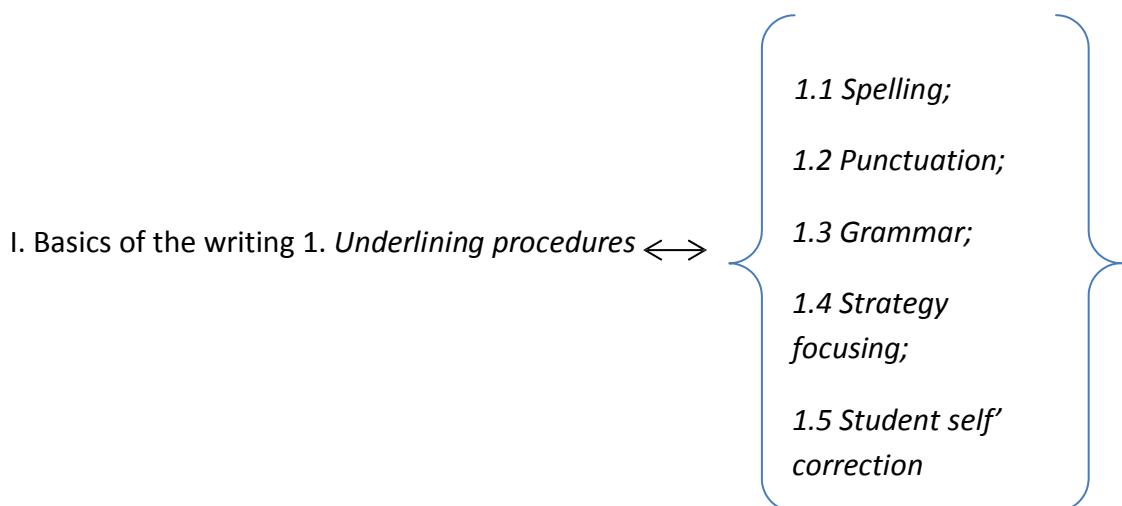 I. Basics of the writing 1. Underlining procedures
1.1 Spelling;
1.2 Punctuation;
1.3 Grammar;
1.4 Strategy
focusing;
1.5 Student self’
correction